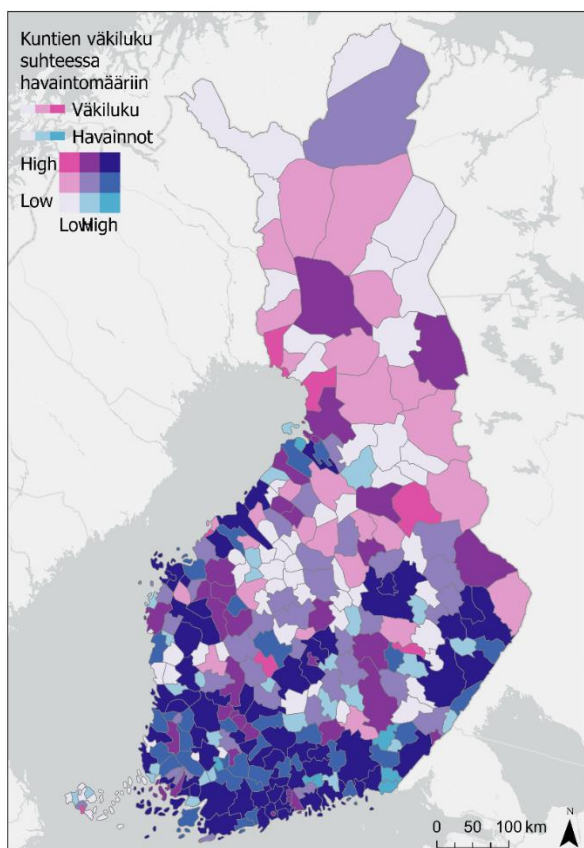 Kuntien väkiluku
suhteessa
havaintomääriin
Väkiluku
Havainnot
High
Low
Low High
N
0 50 100 km